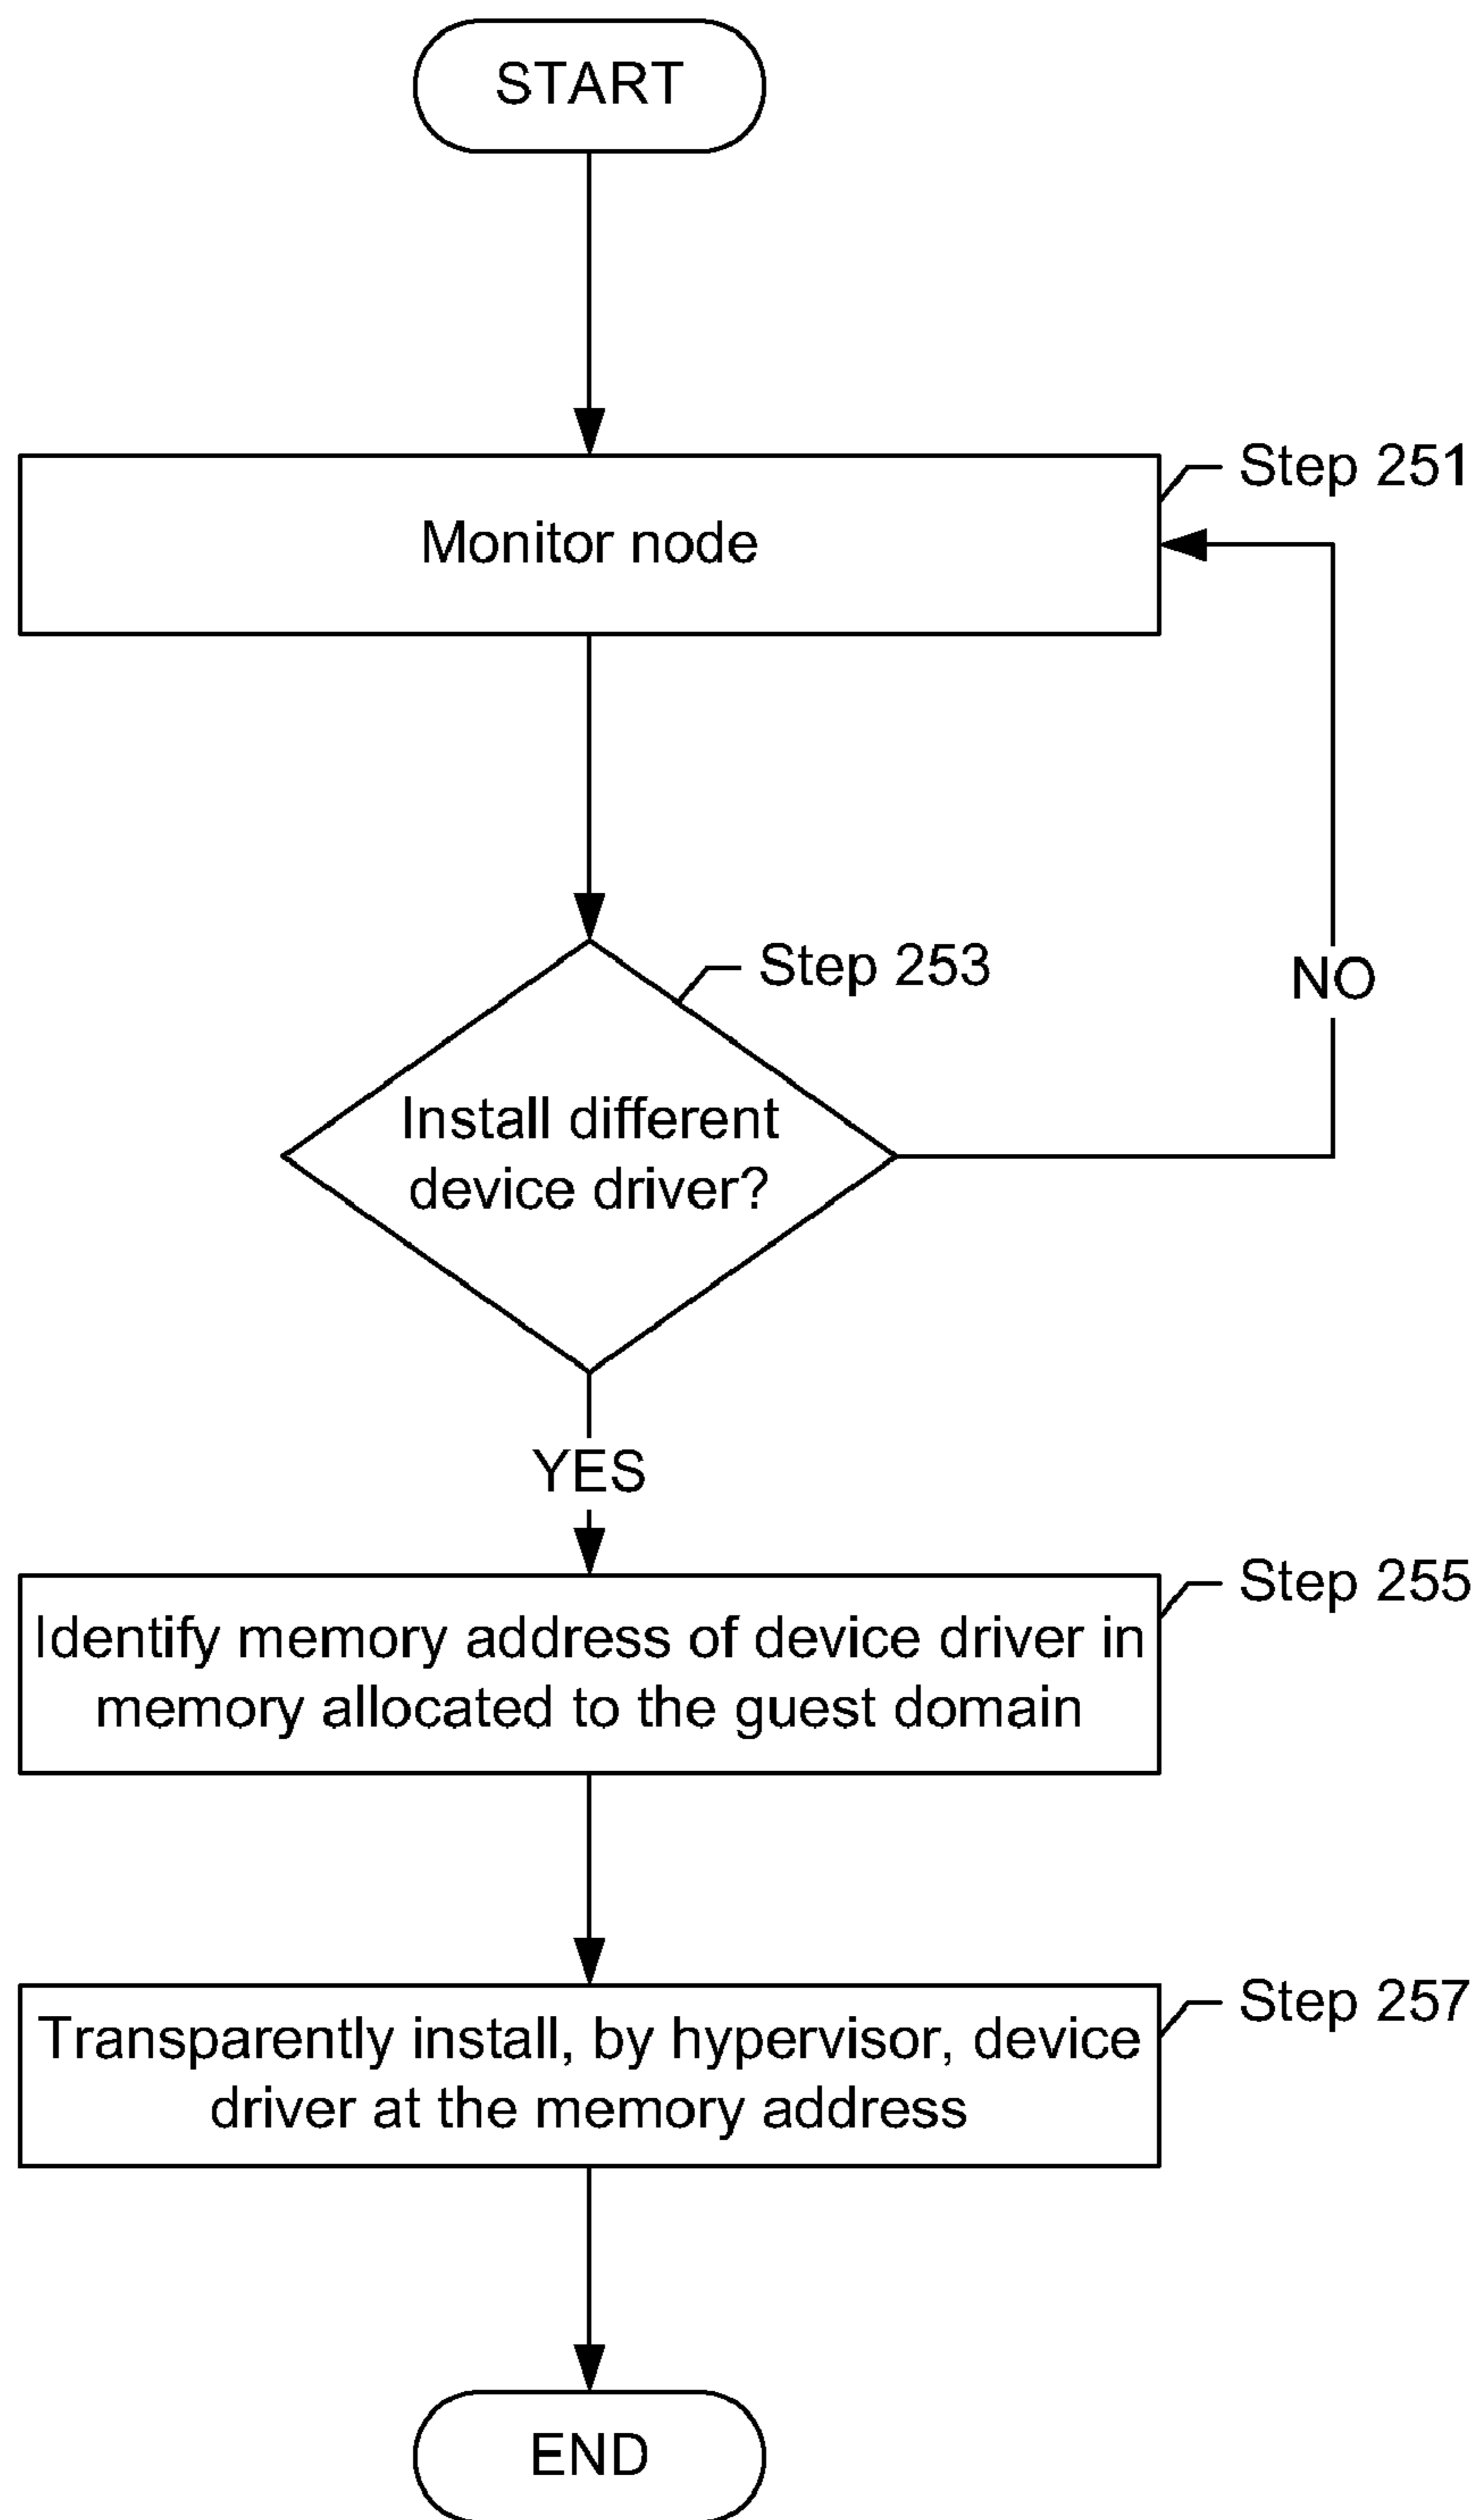 START
Step 251
Monitor node
Step 253
NO
Install different
device driver?
YES
Step 255
Identify memory address of device driver in
memory allocated to the guest domain
Step 257
Transparently install, by hypervisor, device
driver at the memory address
END